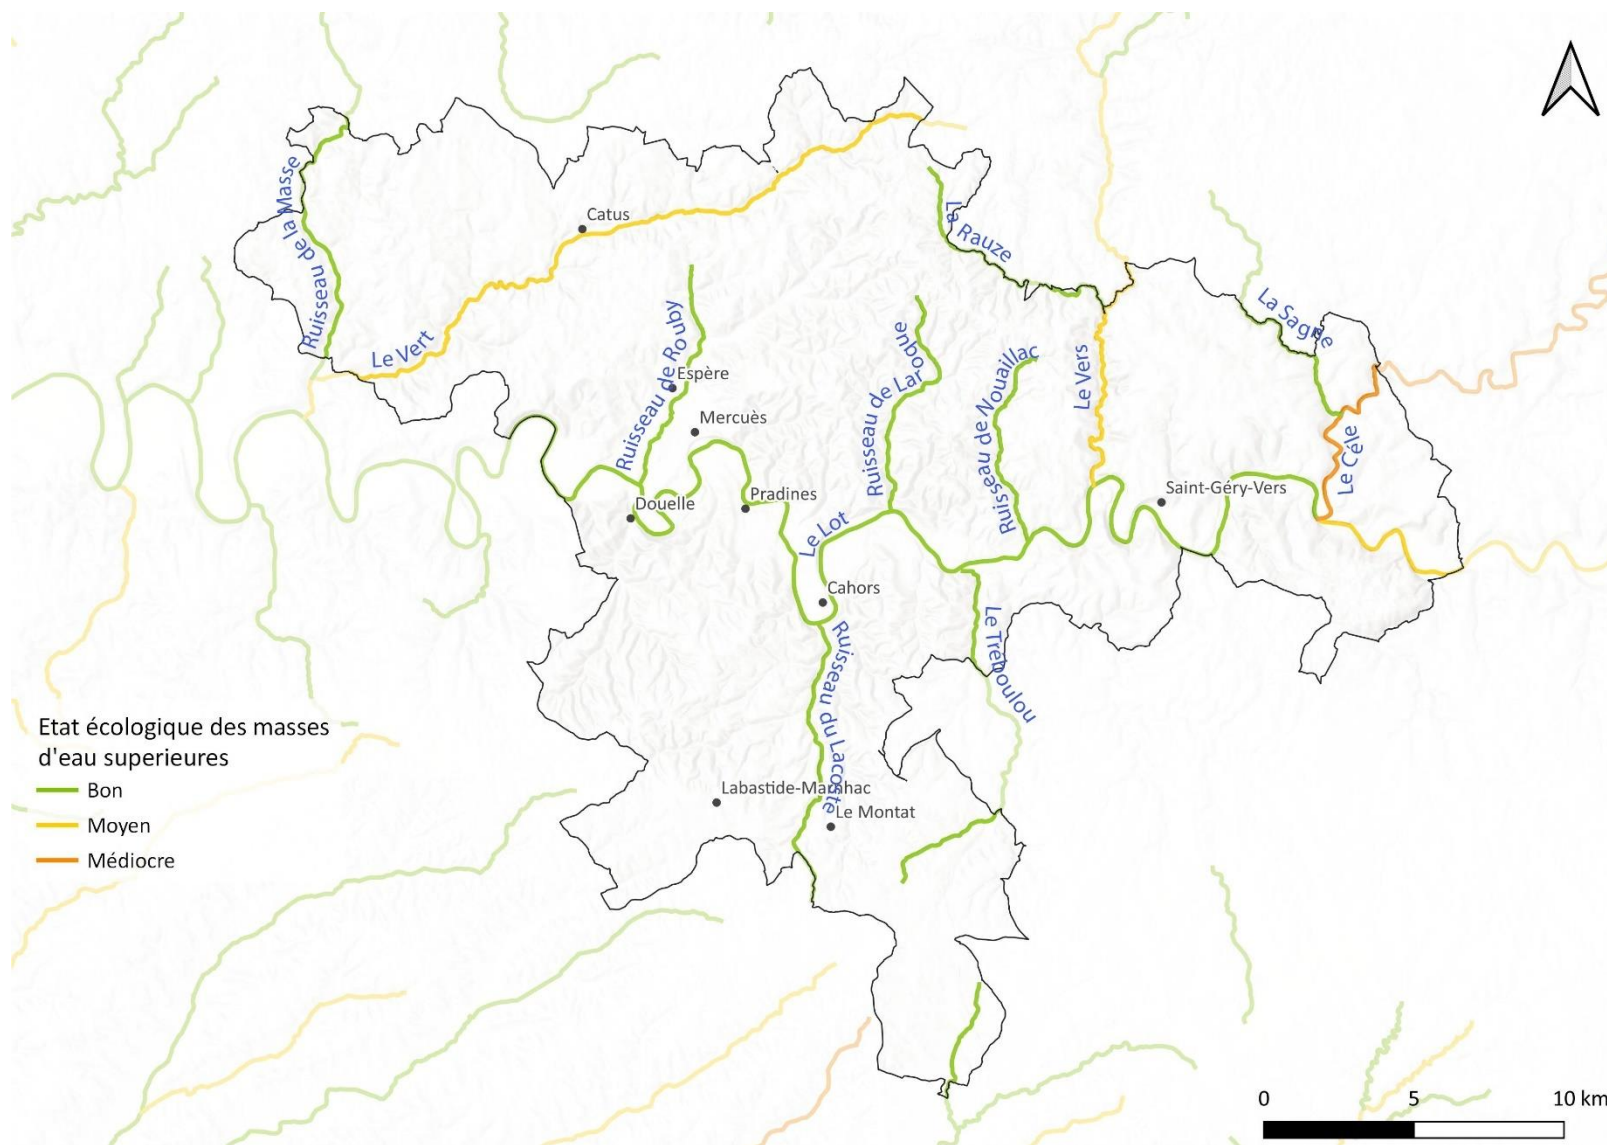 Ruisseau de la Masse
Catus
La Rauze
La Sagne
Le Vert
Ruisseau de Rouby
Espère
Mercuès
Ruisseau de Laroque
Ruisseau de Nouaillac
Le Vers
Le Céle
Saint-Géry-Vers
Douelle
Pradines
Le Lot
Cahors
Le Tréboulou
Ruisseau du Lacoste
Labastide-Marnhac
Le Montat
Etat écologique des masses
d'eau superieures
Bon
Moyen
Médiocre
0 5 10 km